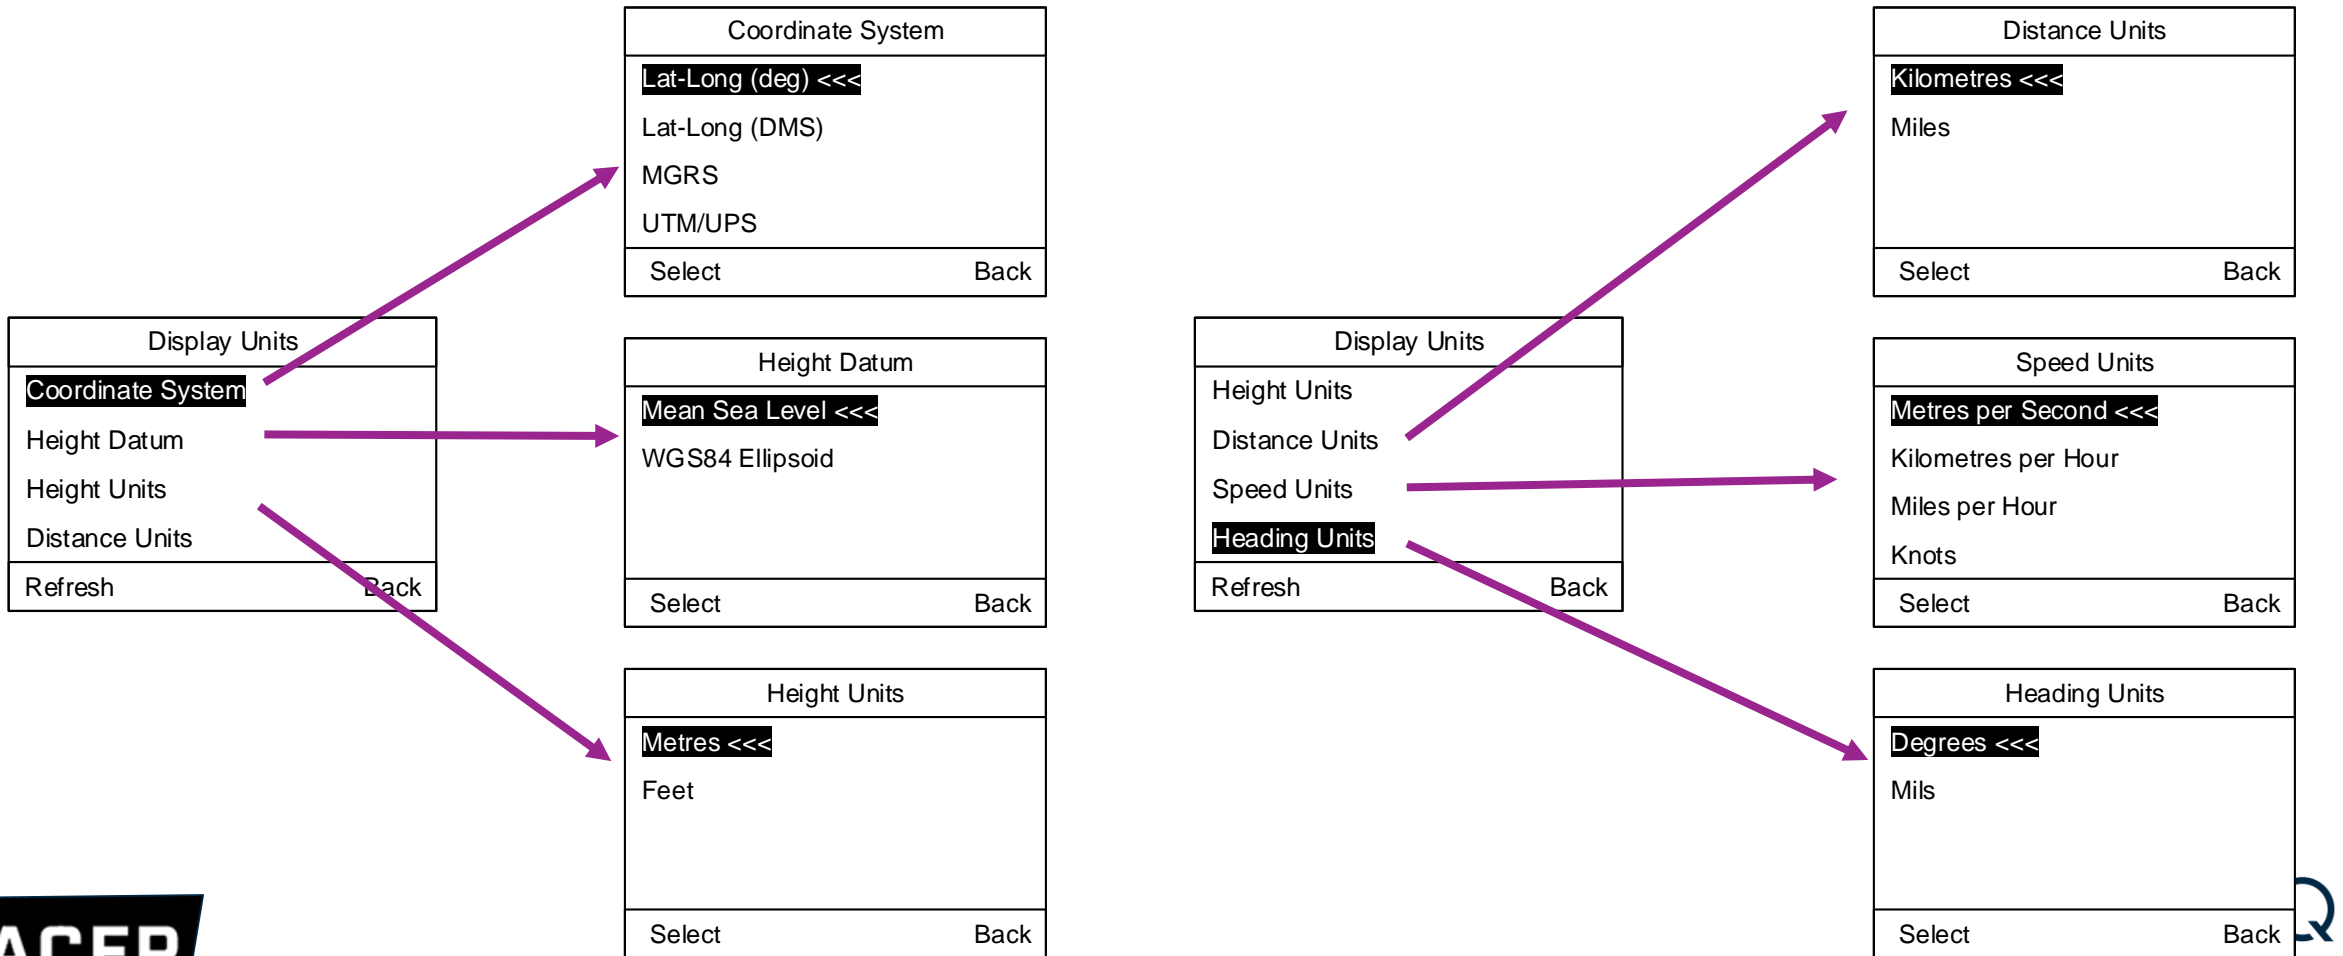 Coordinate System
Lat-Long (deg) <<<
Lat-Long (DMS)
MGRS
UTM/UPS
Select Back
Display Units
Coordinate System
Height Datum
Height Units
Distance Units
Refresh Back
Height Datum
Mean Sea Level <<<
WGS84 Ellipsoid
Select Back
Height Units
Metres <<<
Feet
Select Back
Distance Units
Kilometres <<<
Miles
Select Back
Display Units
Height Units
Distance Units
Speed Units
Heading Units
Refresh Back
Speed Units
Metres per Second <<<
Kilometres per Hour
Miles per Hour
Knots
Select Back
Heading Units
Degrees <<<
Mils
Select Back